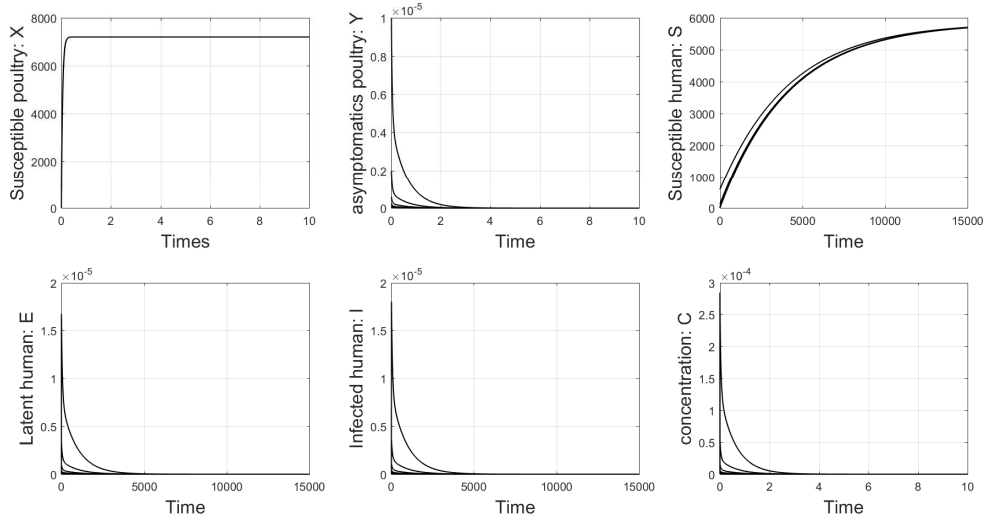 Susceptible poultry: X
8000
6000
4000
2000
0
0 2 4 6 8 10
Times
asymptomatics poultry: Y
×10-5
1
0.8
0.6
0.4
0.2
0
0 2 4 6 8 10
Time
Susceptible human: S
6000
5000
4000
3000
2000
1000
0
0 5000 10000 15000
Time
Latent human: E
×10-5
2
1.5
1
0.5
0
0 5000 10000 15000
Time
Infected human: I
×10-5
2
1.5
1
0.5
0
0 5000 10000 15000
Time
concentration: C
×10-4
3
2.5
2
1.5
1
0.5
0
0 2 4 6 8 10
Time